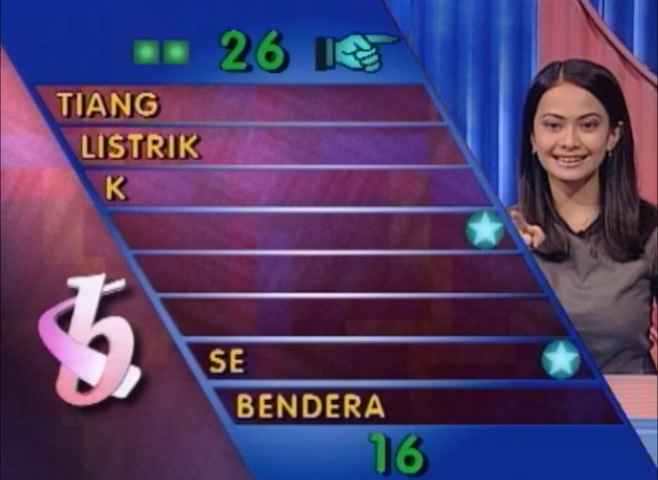 26
TIANG
LISTRIK
K
SE
BENDERA
16